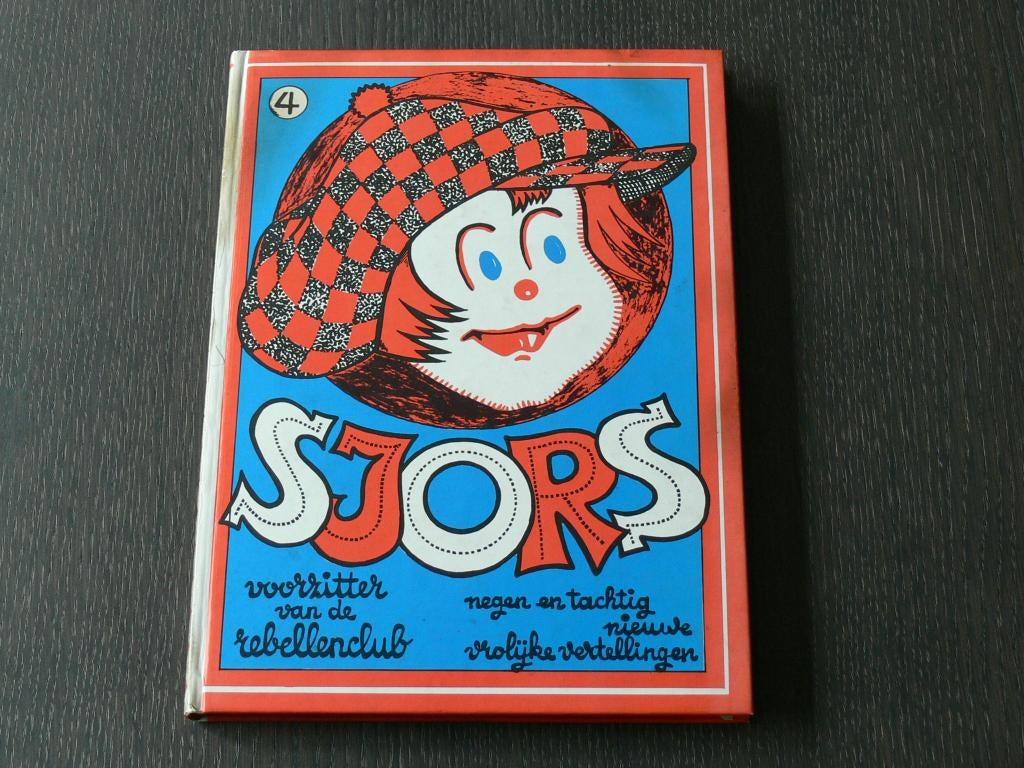 4
SJORS
voorzitter
van de
rebellenclub
negen en tachtig
nieuwe
vrolijke vertellingen